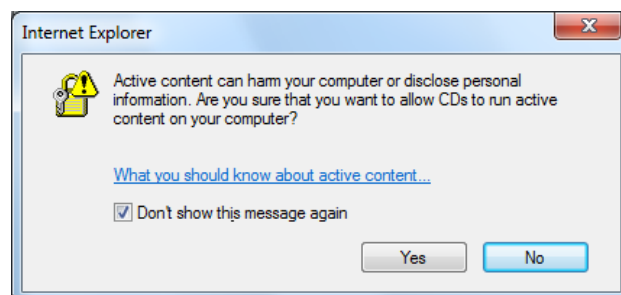 Internet Explorer
Active content can harm your computer or disclose personal
information. Are you sure that you want to allow CDs to run active
content on your computer?
What you should know about active content...
Don't show this message again
Yes No